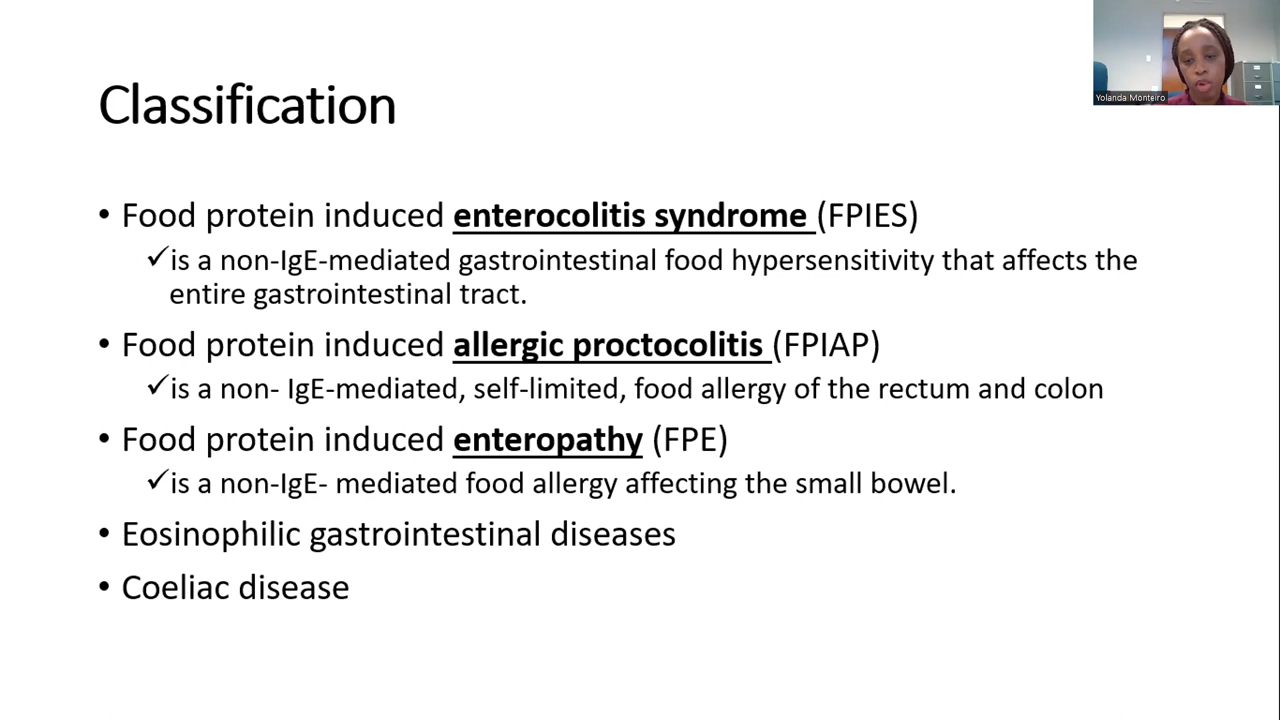 Yolanda Monteiro
Classification
• Food protein induced enterocolitis syndrome (FPIES)
✓is a non-IgE-mediated gastrointestinal food hypersensitivity that affects the
entire gastrointestinal tract.
• Food protein induced allergic proctocolitis (FPIAP)
✓is a non- IgE-mediated, self-limited, food allergy of the rectum and colon
• Food protein induced enteropathy (FPE)
✓is a non-IgE- mediated food allergy affecting the small bowel.
• Eosinophilic gastrointestinal diseases
• Coeliac disease